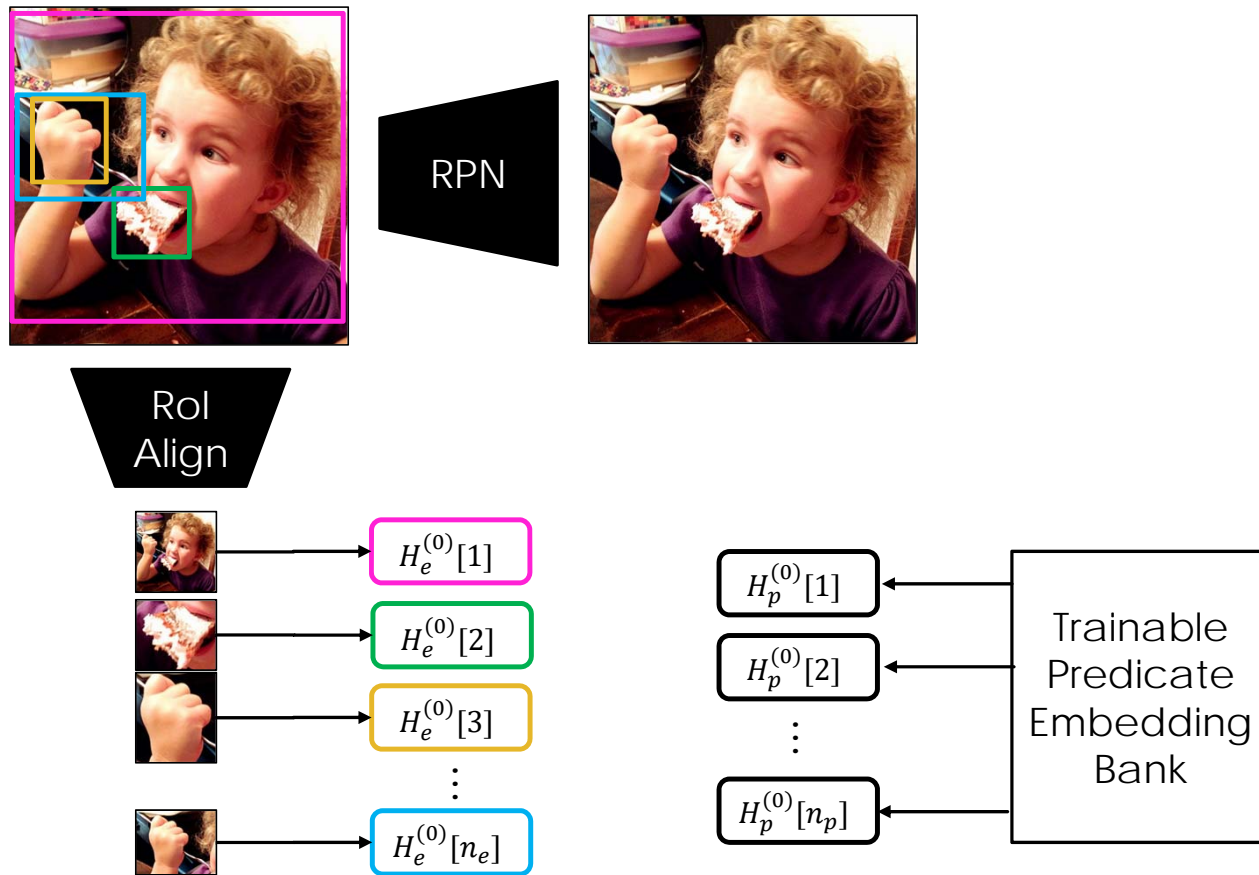 RPN
RoI
Align
H_e^{(0)}[1]
H_e^{(0)}[2]
H_e^{(0)}[3]
⋮
H_e^{(0)}[n_e]
H_p^{(0)}[1]
H_p^{(0)}[2]
⋮
H_p^{(0)}[n_p]
Trainable
Predicate
Embedding
Bank